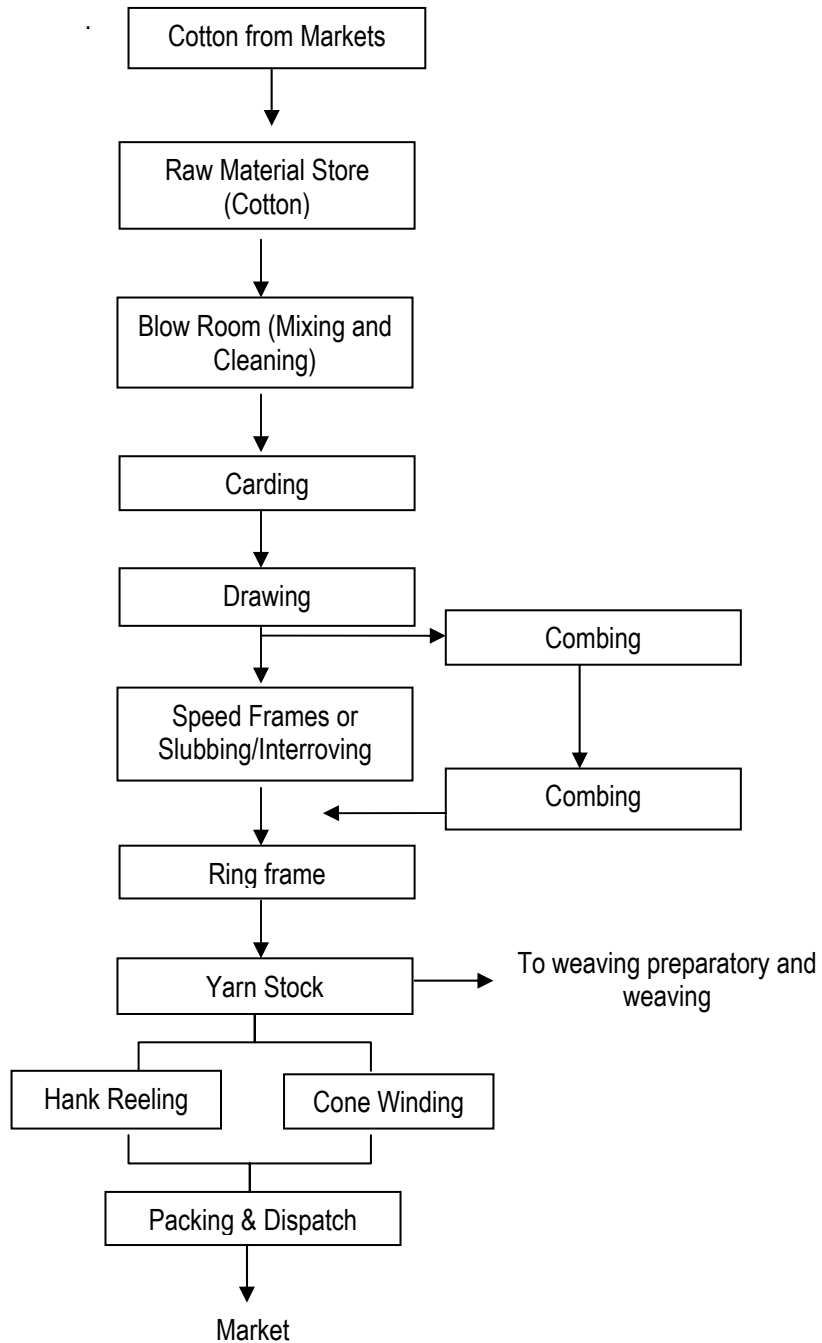 .
Cotton from Markets
Raw Material Store
(Cotton)
Blow Room (Mixing and
Cleaning)
Carding
Drawing
Combing
Speed Frames or
Slubbing/Interroving
Combing
Ring frame
Yarn Stock
To weaving preparatory and
weaving
Hank Reeling
Cone Winding
Packing & Dispatch
Market